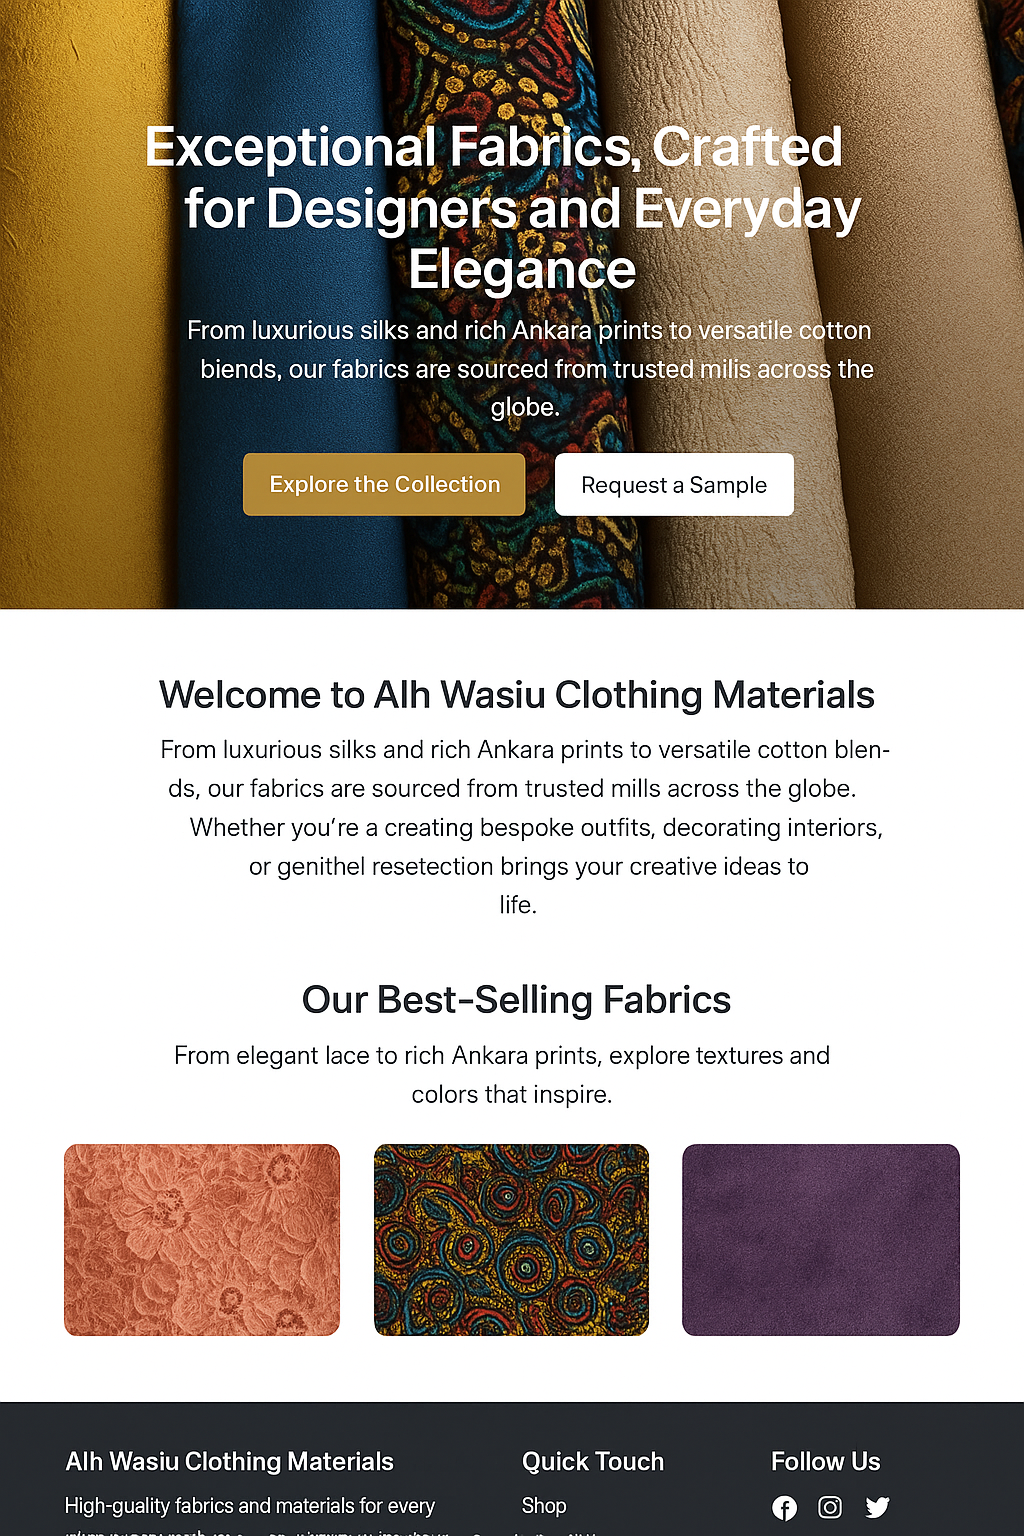 Exceptional Fabrics, Crafted
for Designers and Everyday
Elegance
From luxurious silks and rich Ankara prints to versatile cotton
blends, our fabrics are sourced from trusted milis across the
globe.
Explore the Collection
Request a Sample
Welcome to Alh Wasiu Clothing Materials
From luxurious silks and rich Ankara prints to versatile cotton blen-
ds, our fabrics are sourced from trusted mills across the globe.
Whether you're a creating bespoke outfits, decorating interiors,
or genithel resetection brings your creative ideas to
life.
Our Best-Selling Fabrics
From elegant lace to rich Ankara prints, explore textures and
colors that inspire.
Alh Wasiu Clothing Materials
High-guality fabrics and materials for every
Quick Touch
Shop
Follow Us